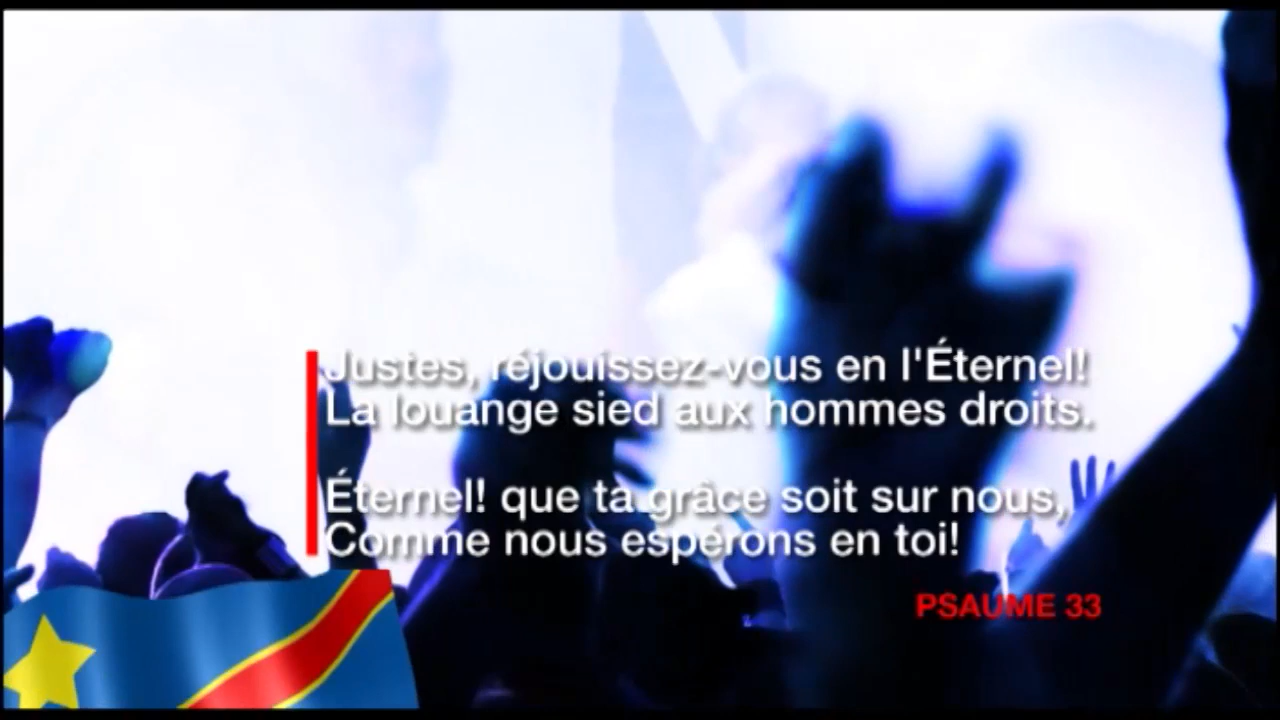 Justes, réjouissez-vous en l'Éternel!
La louange sied aux hommes droits.
Éternel! que ta grâce soit sur nous,
Comme nous espérons en toi!
PSAUME 33